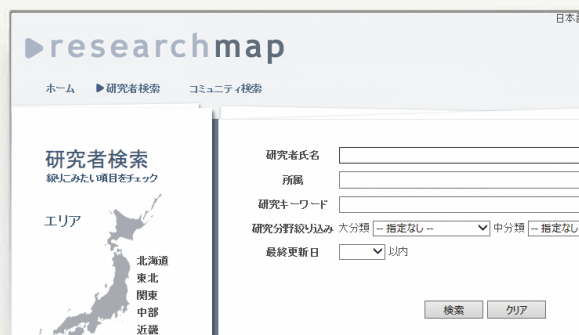 日本
researchmap
ホーム ▶研究者検索 コミュニティ検索
研究者検索
絞りこみたい項目をチェック
エリア
北海道
東北
関東
中部
近畿
研究者氏名
所属
研究キーワード
研究分野絞り込み 大分類 -- 指定なし -- 中分類 -- 指定なし
最終更新日 以内
検索 クリア